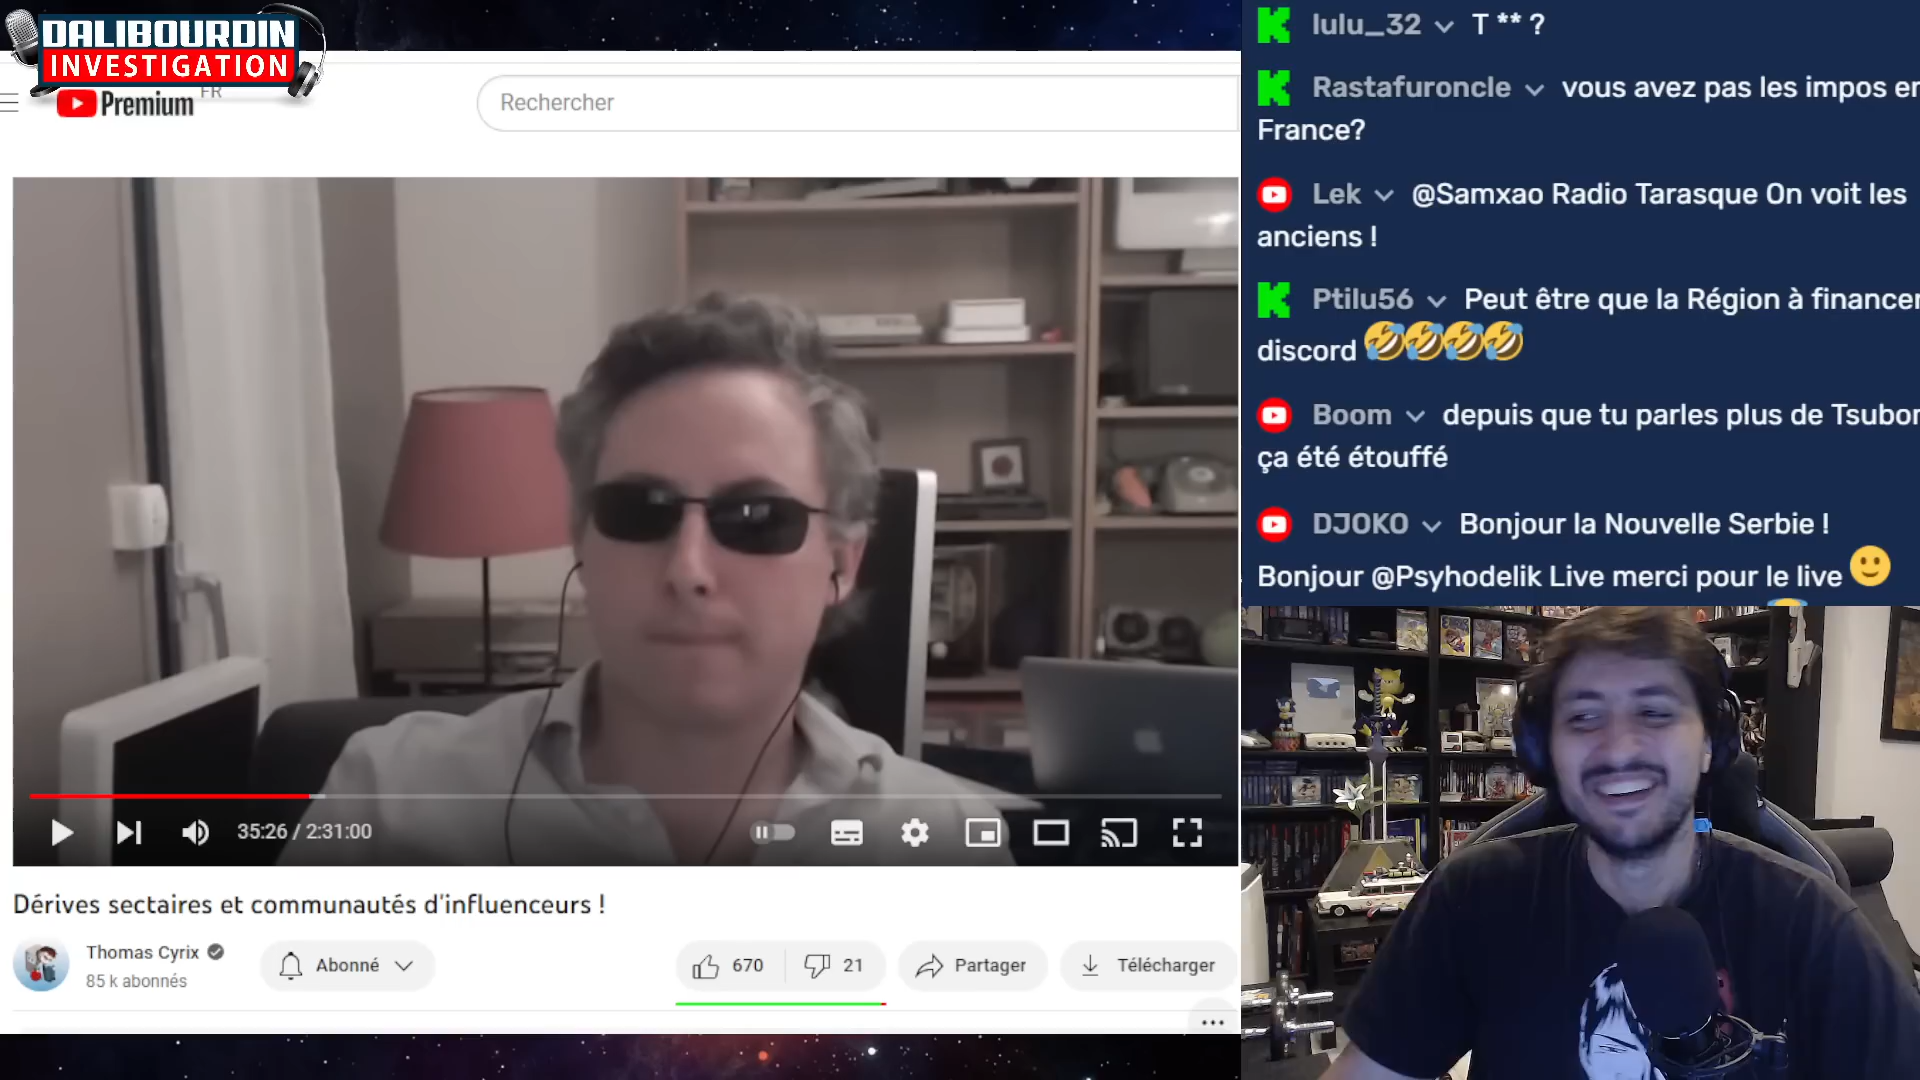 DALIBOURDIN
INVESTIGATION
Premium FR
Rechercher
35:26 / 2:31:00
Dérives sectaires et communautés d'influenceurs !
Thomas Cyrix
85 k abonnés
Abonné
670
21
Partager
Télécharger
lulu_32 T ** ?
Rastafuroncle vous avez pas les impos en
France?
Lek @Samxao Radio Tarasque On voit les
anciens !
Ptilu56 Peut être que la Région à financer
discord 🤣🤣🤣🤣
Boom depuis que tu parles plus de
ça été étouffé
DJOKO Bonjour la Nouvelle Serbie !
Bonjour @Psyhodelik Live merci pour le live 🙂